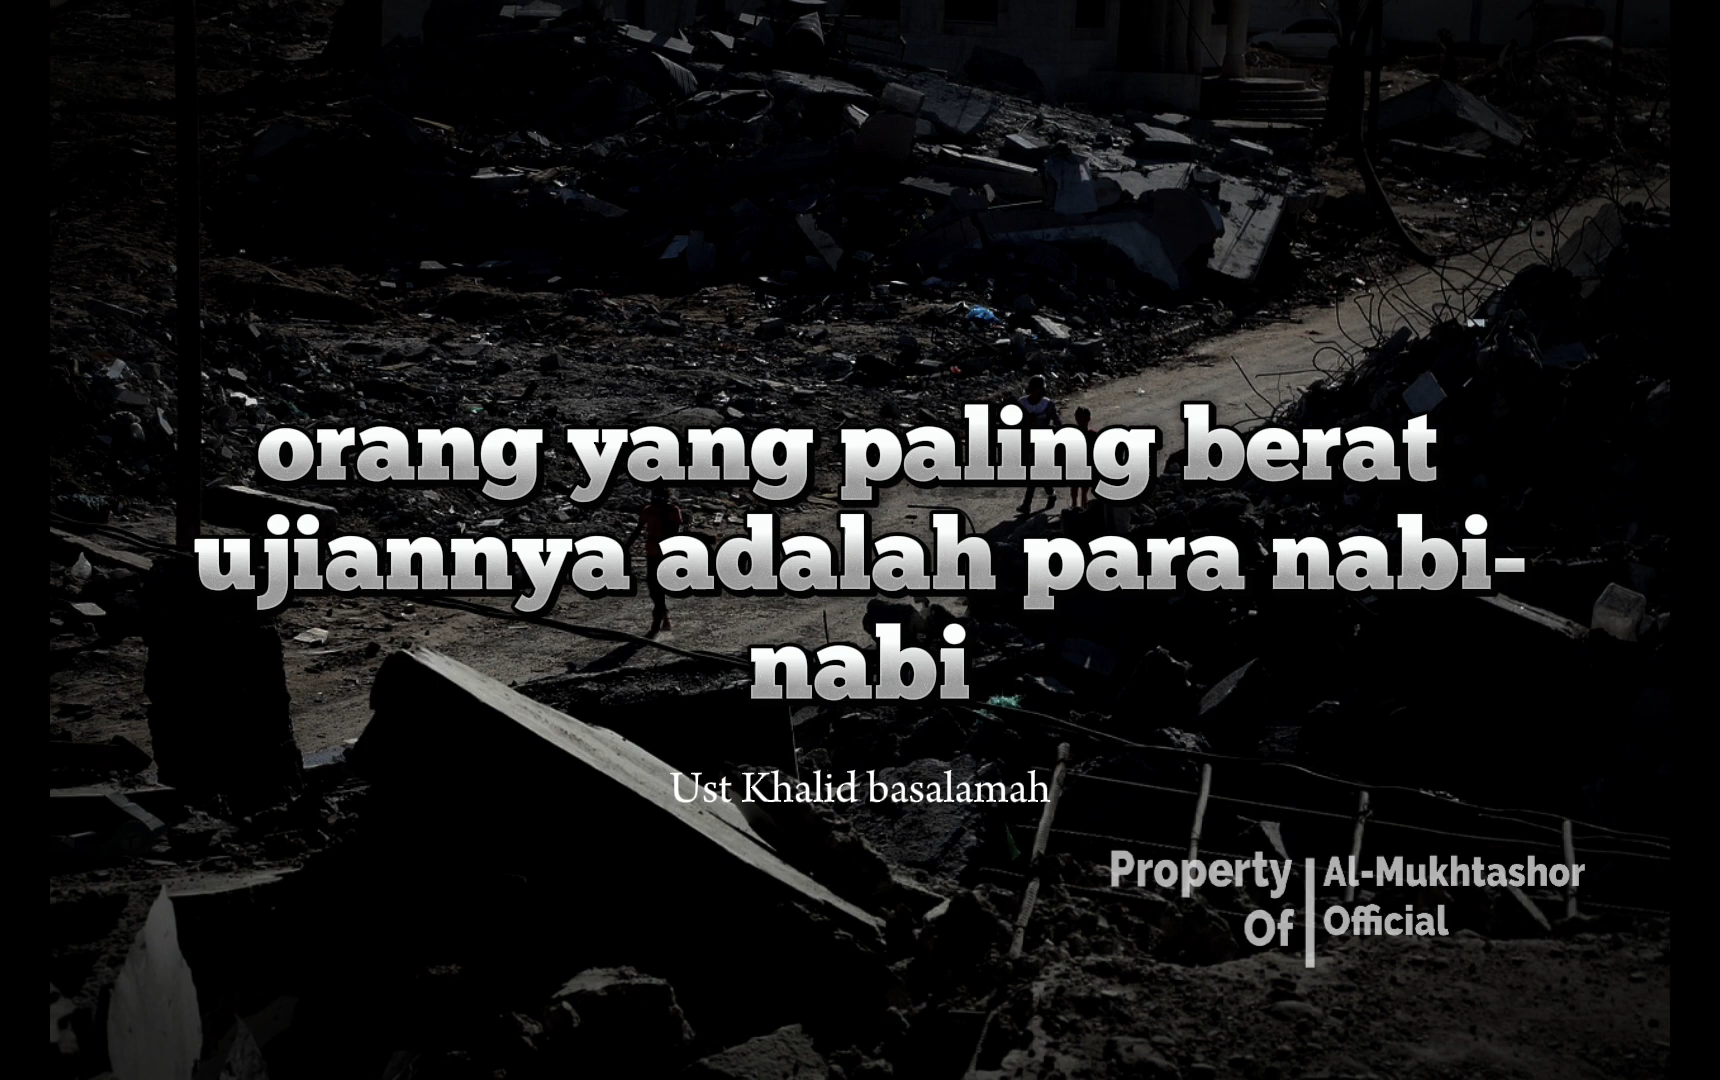 orang yang paling berat
ujiannya adalah para nabi-
nabi
Ust Khalid basalamah
Property
Of
Al-Mukhtashor
Official